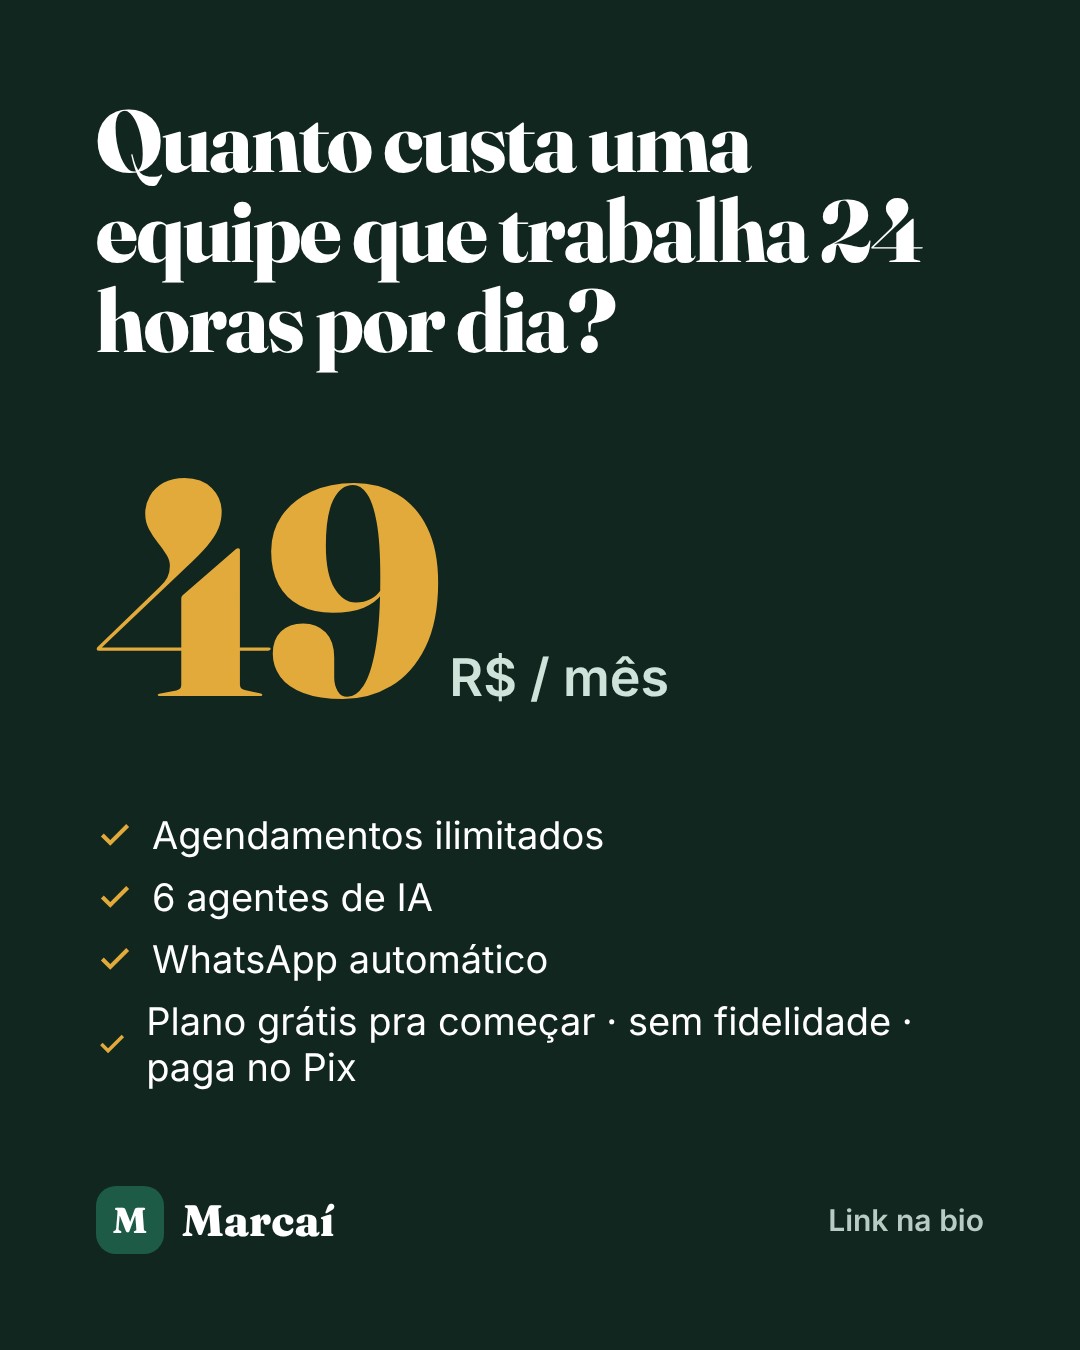 Quanto custa uma
equipe que trabalha 24
horas por dia?
49 R$ / mês
Agendamentos ilimitados
6 agentes de IA
WhatsApp automático
Plano grátis pra começar · sem fidelidade ·
paga no Pix
M Marcaí
Link na bio